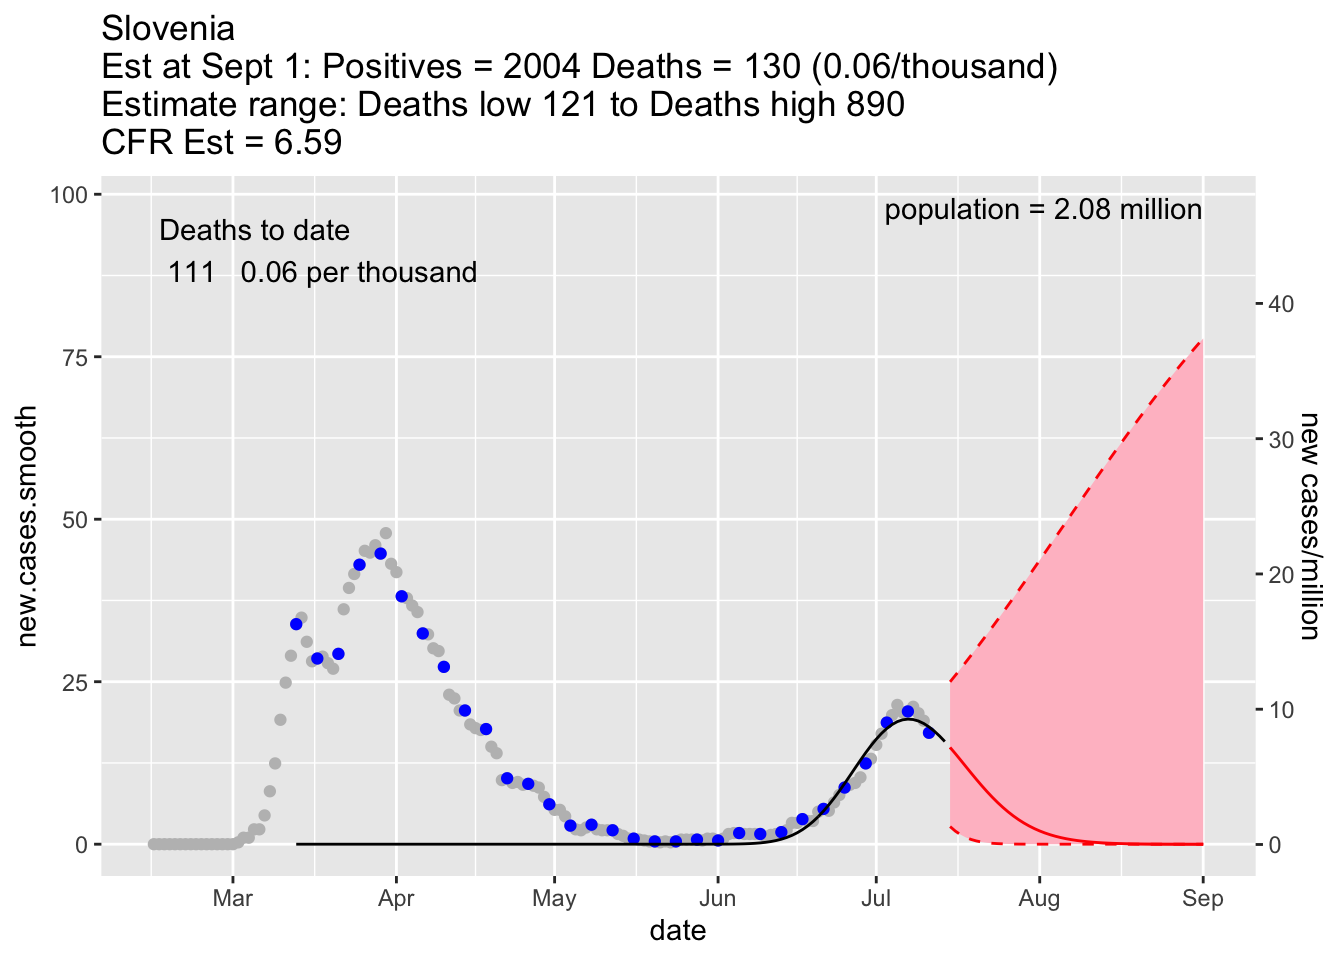 Slovenia
Est at Sept 1: Positives = 2004 Deaths = 130 (0.06/thousand)
Estimate range: Deaths low 121 to Deaths high 890
CFR Est = 6.59
population = 2.08 million
Deaths to date
111 0.06 per thousand
100
75
50
25
0
new.cases.smooth
40
30
20
10
0
new cases/million
Mar Apr May Jun Jul Aug Sep
date